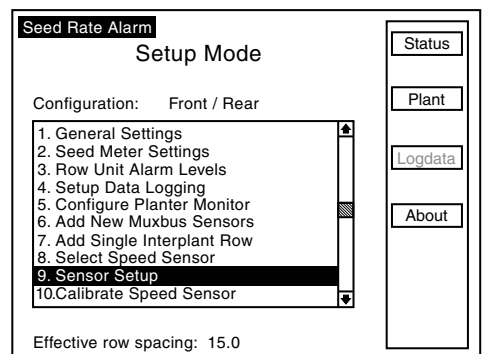 Seed Rate Alarm
Setup Mode
Configuration: Front / Rear
1. General Settings
2. Seed Meter Settings
3. Row Unit Alarm Levels
4. Setup Data Logging
5. Configure Planter Monitor
6. Add New Muxbus Sensors
7. Add Single Interplant Row
8. Select Speed Sensor
9. Sensor Setup
10.Calibrate Speed Sensor
Effective row spacing: 15.0
Status
Plant
Logdata
About